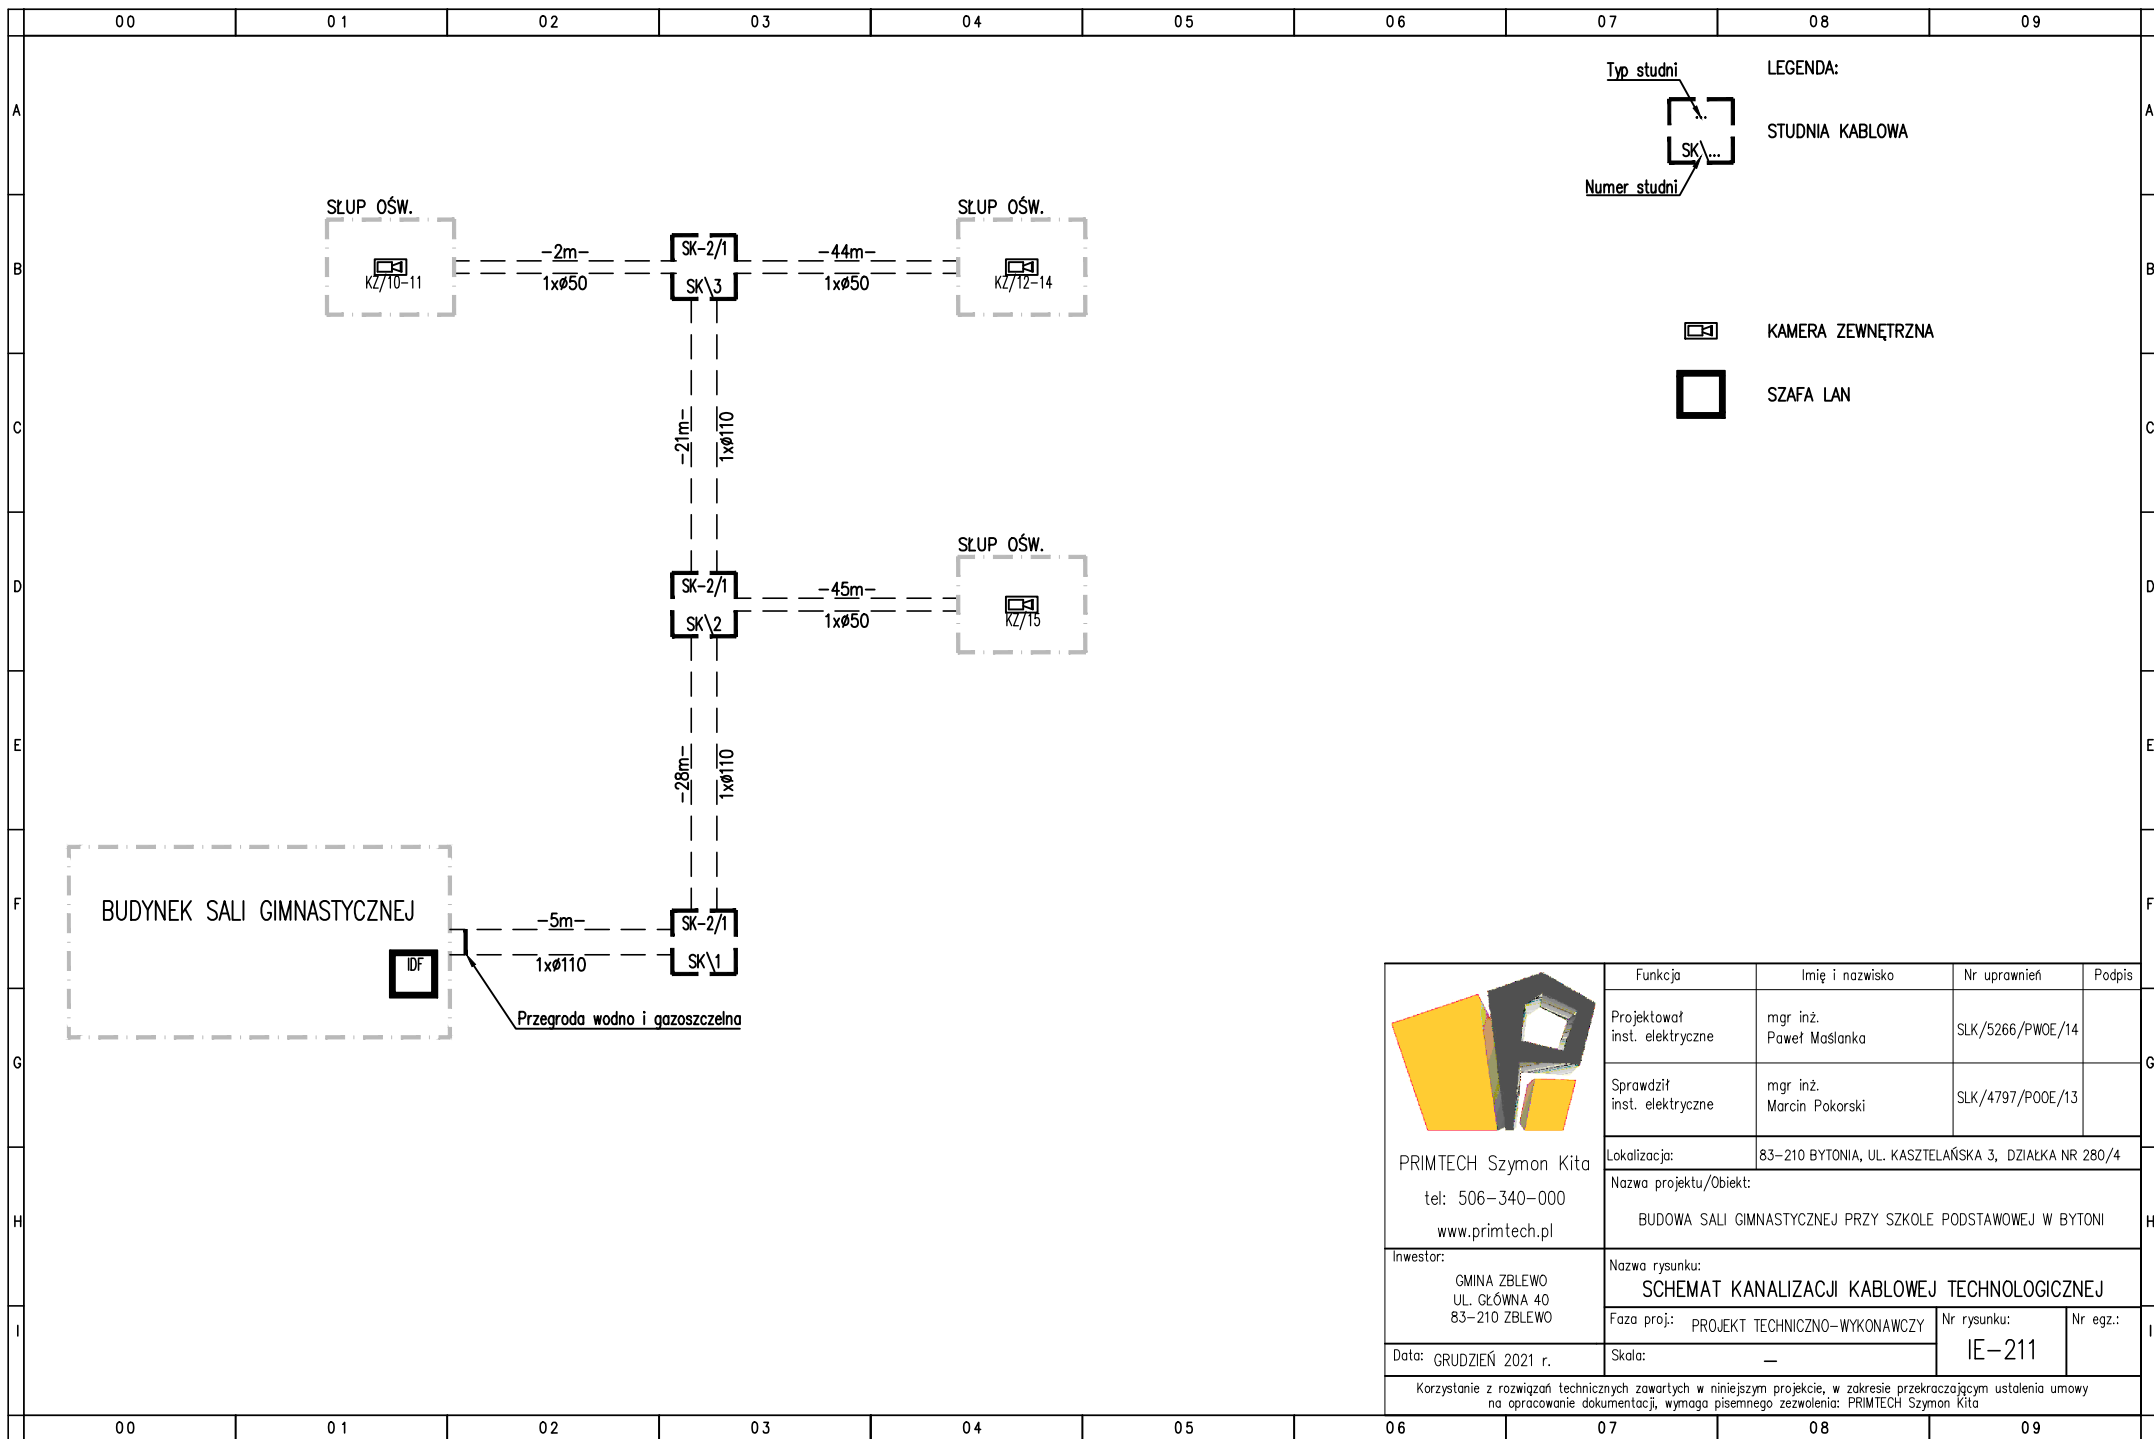 00 01 02 03 04 05 06 07 08 09
A
B
C
D
E
F
G
H
I
A
B
C
D
E
F
G
H
I
LEGENDA:
Typ studni
...
SK\...
Numer studni
STUDNIA KABLOWA
KAMERA ZEWNĘTRZNA
SZAFA LAN
SŁUP OŚW.
KZ/10-11
-2m-
1xø50
SK-2/1
SK\3
-44m-
1xø50
SŁUP OŚW.
KZ/12-14
-21m-
1xø110
SK-2/1
SK\2
-45m-
1xø50
SŁUP OŚW.
KZ/15
-28m-
1xø110
BUDYNEK SALI GIMNASTYCZNEJ
IDF
-5m-
1xø110
SK-2/1
SK\1
Przegroda wodno i gazoszczelna
PRIMTECH Szymon Kita
tel: 506-340-000
www.primtech.pl
Funkcja Imię i nazwisko Nr uprawnień Podpis
Projektował
inst. elektryczne
mgr inż.
Paweł Maślanka
SLK/5266/PWOE/14
Sprawdził
inst. elektryczne
mgr inż.
Marcin Pokorski
SLK/4797/POOE/13
Lokalizacja: 83-210 BYTONIA, UL. KASZTELAŃSKA 3, DZIAŁKA NR 280/4
Nazwa projektu/Obiekt:
BUDOWA SALI GIMNASTYCZNEJ PRZY SZKOLE PODSTAWOWEJ W BYTONI
Inwestor:
GMINA ZBLEWO
UL. GŁÓWNA 40
83-210 ZBLEWO
Nazwa rysunku:
SCHEMAT KANALIZACJI KABLOWEJ TECHNOLOGICZNEJ
Faza proj.: PROJEKT TECHNICZNO-WYKONAWCZY
Nr rysunku:
IE-211
Nr egz.:
Data: GRUDZIEŃ 2021 r.
Skala: —
Korzystanie z rozwiązań technicznych zawartych w niniejszym projekcie, w zakresie przekraczającym ustalenia umowy
na opracowanie dokumentacji, wymaga pisemnego zezwolenia: PRIMTECH Szymon Kita
00 01 02 03 04 05 06 07 08 09